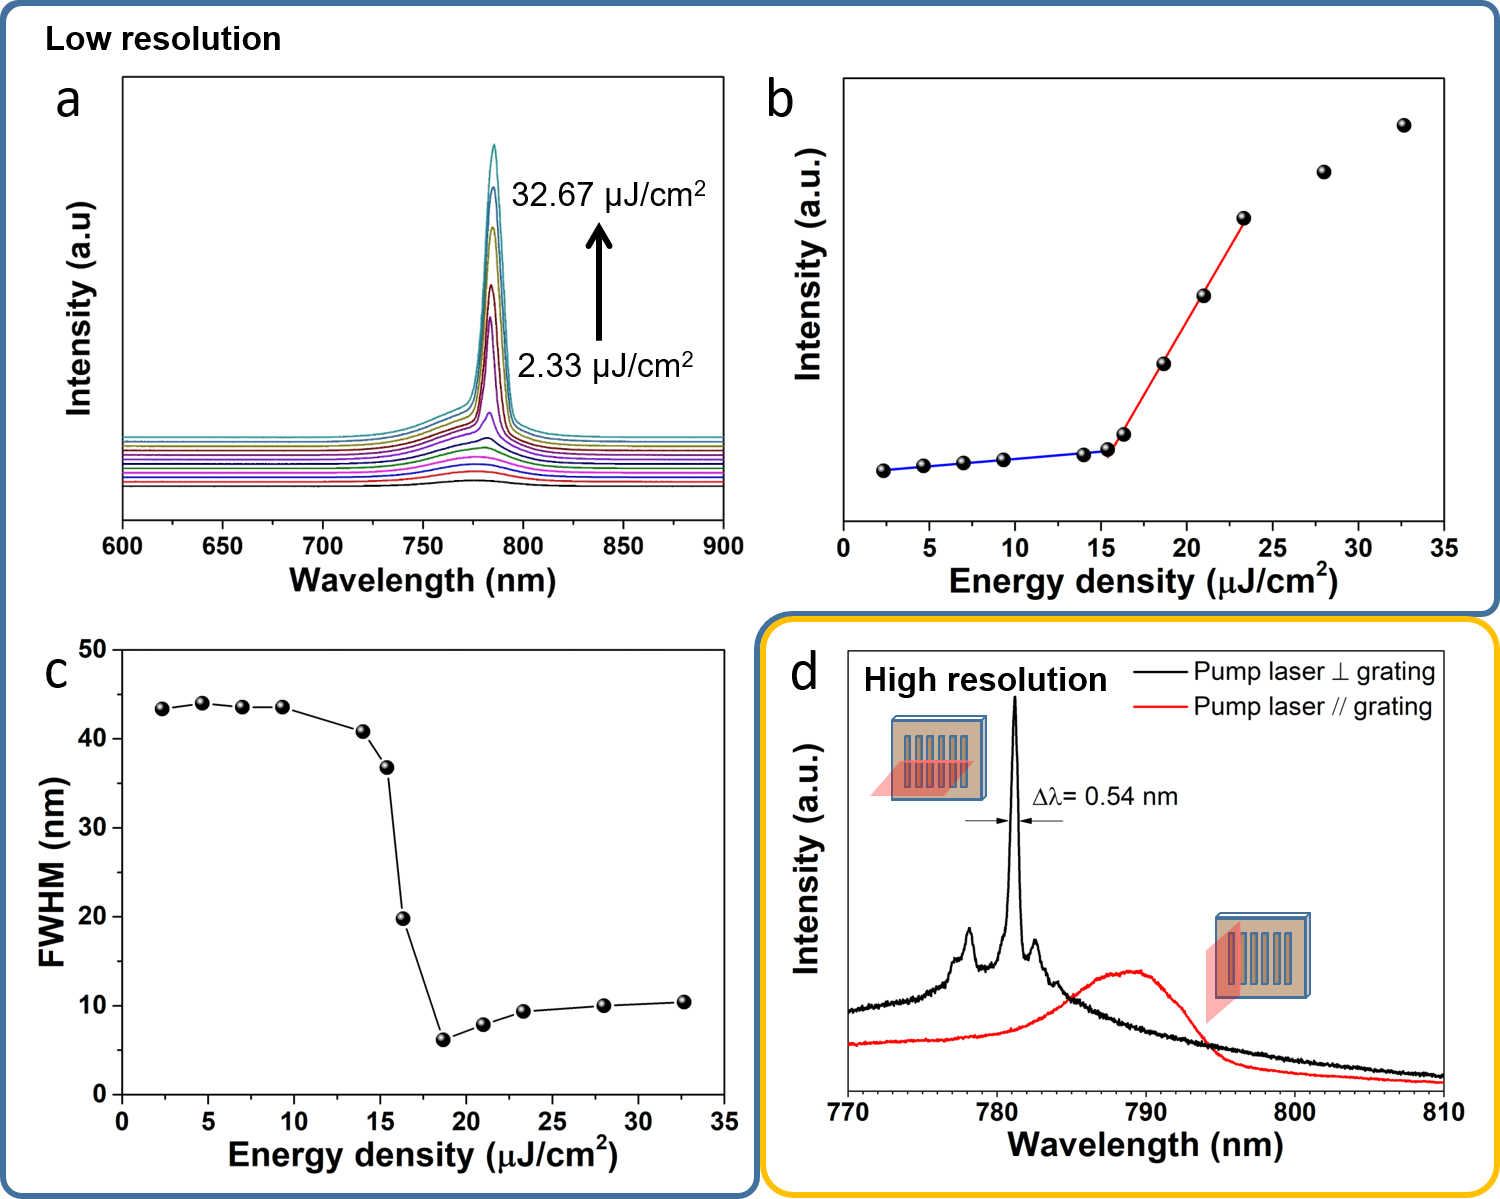 Low resolution
a
Intensity (a.u)
32.67 µJ/cm²
2.33 µJ/cm²
600 650 700 750 800 850 900
Wavelength (nm)
b
Intensity (a.u.)
0 5 10 15 20 25 30 35
Energy density (µJ/cm²)
c
FWHM (nm)
50
40
30
20
10
0
0 5 10 15 20 25 30 35
Energy density (µJ/cm²)
d
High resolution
Pump laser ⊥ grating
Pump laser // grating
Δλ= 0.54 nm
Intensity (a.u.)
770 780 790 800 810
Wavelength (nm)